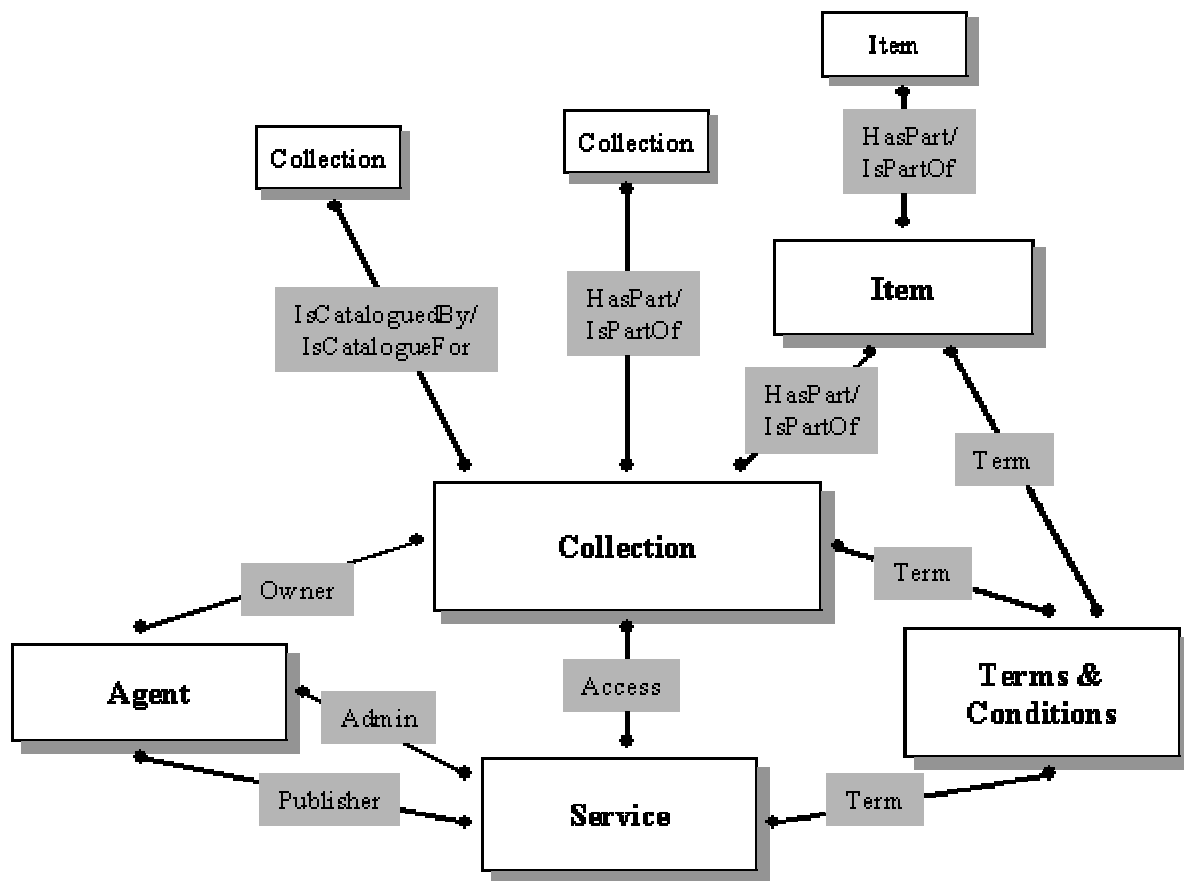 Item
HasPart/
IsPartOf
Collection
Collection
Item
IsCataloguedBy/
IsCatalogueFor
HasPart/
IsPartOf
HasPart/
IsPartOf
Term
Collection
Owner
Term
Agent
Access
Terms &
Conditions
Admin
Publisher
Service
Term